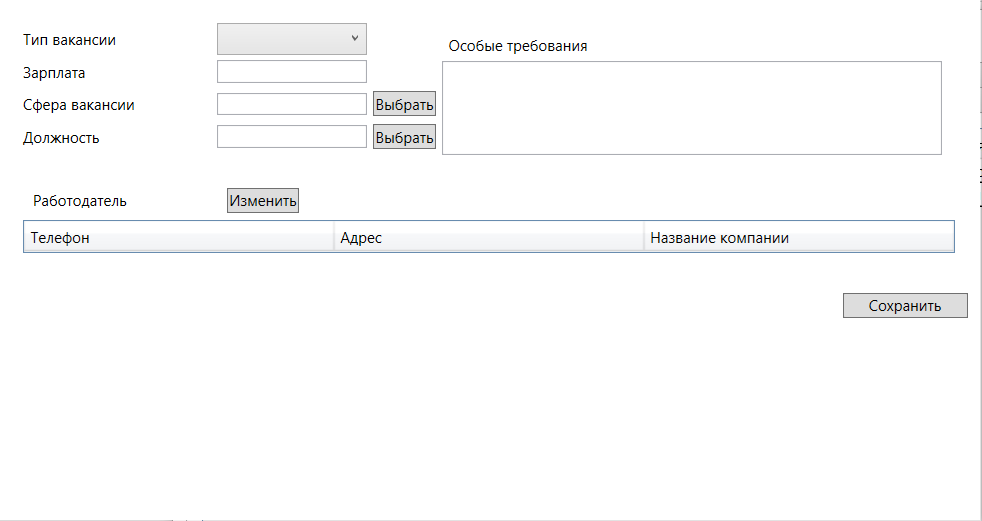 Тип вакансии
Зарплата
Сфера вакансии Выбрать
Должность Выбрать
Особые требования
Работодатель Изменить
Телефон Адрес Название компании
Сохранить